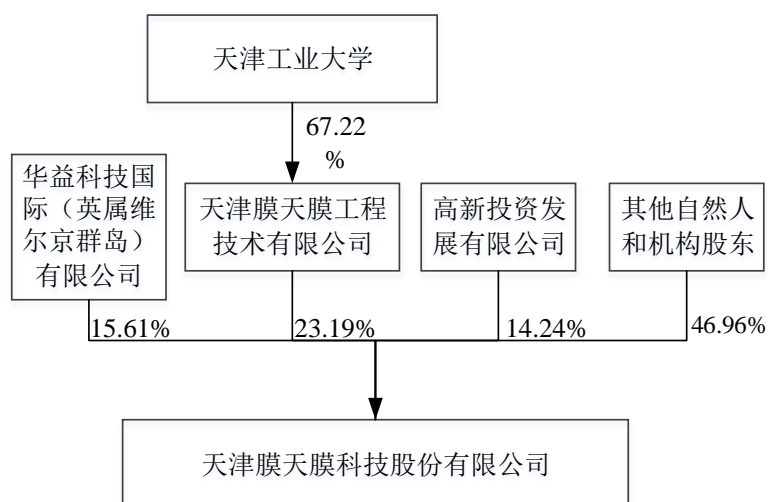 天津工业大学
67.22
%
华益科技国
际（英属维
尔京群岛）
有限公司
天津膜天膜工程
技术有限公司
高新投资发
展有限公司
其他自然人
和机构股东
15.61%
23.19%
14.24%
46.96%
天津膜天膜科技股份有限公司